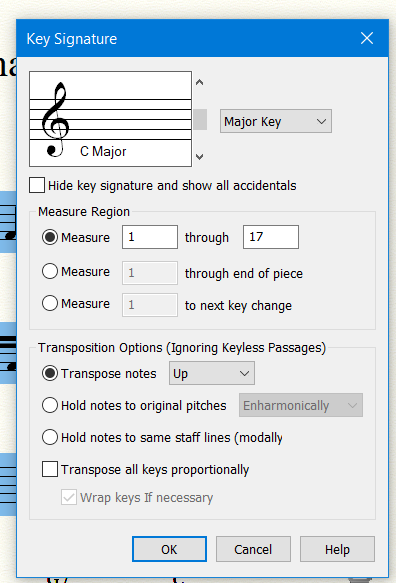 Key Signature
C Major
Major Key
Hide key signature and show all accidentals
Measure Region
Measure 1 through 17
Measure 1 through end of piece
Measure 1 to next key change
Transposition Options (Ignoring Keyless Passages)
Transpose notes Up
Hold notes to original pitches Enharmonically
Hold notes to same staff lines (modally
Transpose all keys proportionally
Wrap keys If necessary
OK Cancel Help